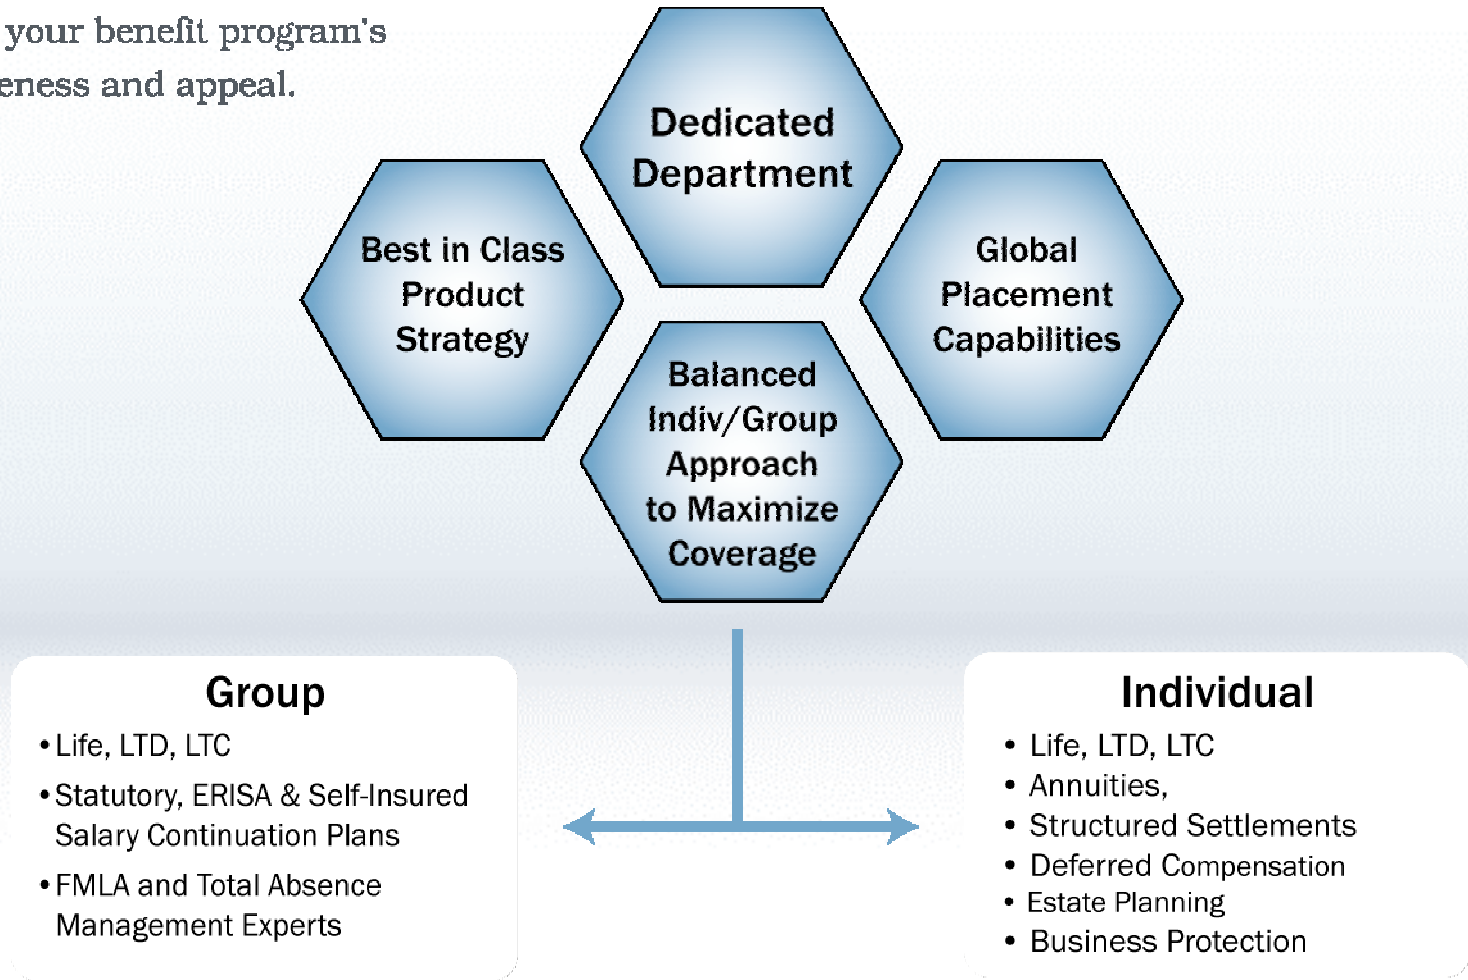 your benefit program's
eness and appeal.
Dedicated
Department
Best in Class
Product
Strategy
Global
Placement
Capabilities
Balanced
Indiv/Group
Approach
to Maximize
Coverage
Group
•Life, LTD, LTC
•Statutory, ERISA & Self-Insured
Salary Continuation Plans
•FMLA and Total Absence
Management Experts
Individual
• Life, LTD, LTC
• Annuities,
• Structured Settlements
• Deferred Compensation
• Estate Planning
• Business Protection